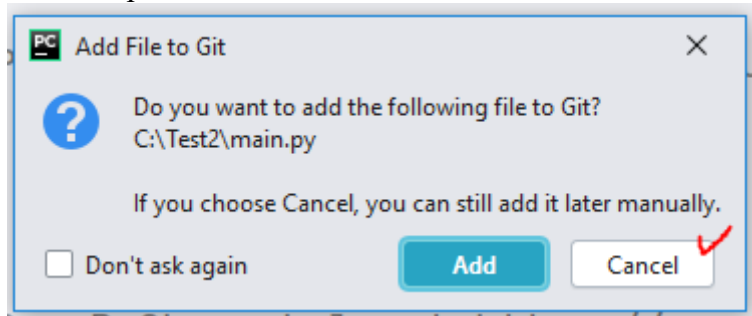 PC Add File to Git
Do you want to add the following file to Git?
C:\Test2\main.py
If you choose Cancel, you can still add it later manually.
Don't ask again Add Cancel